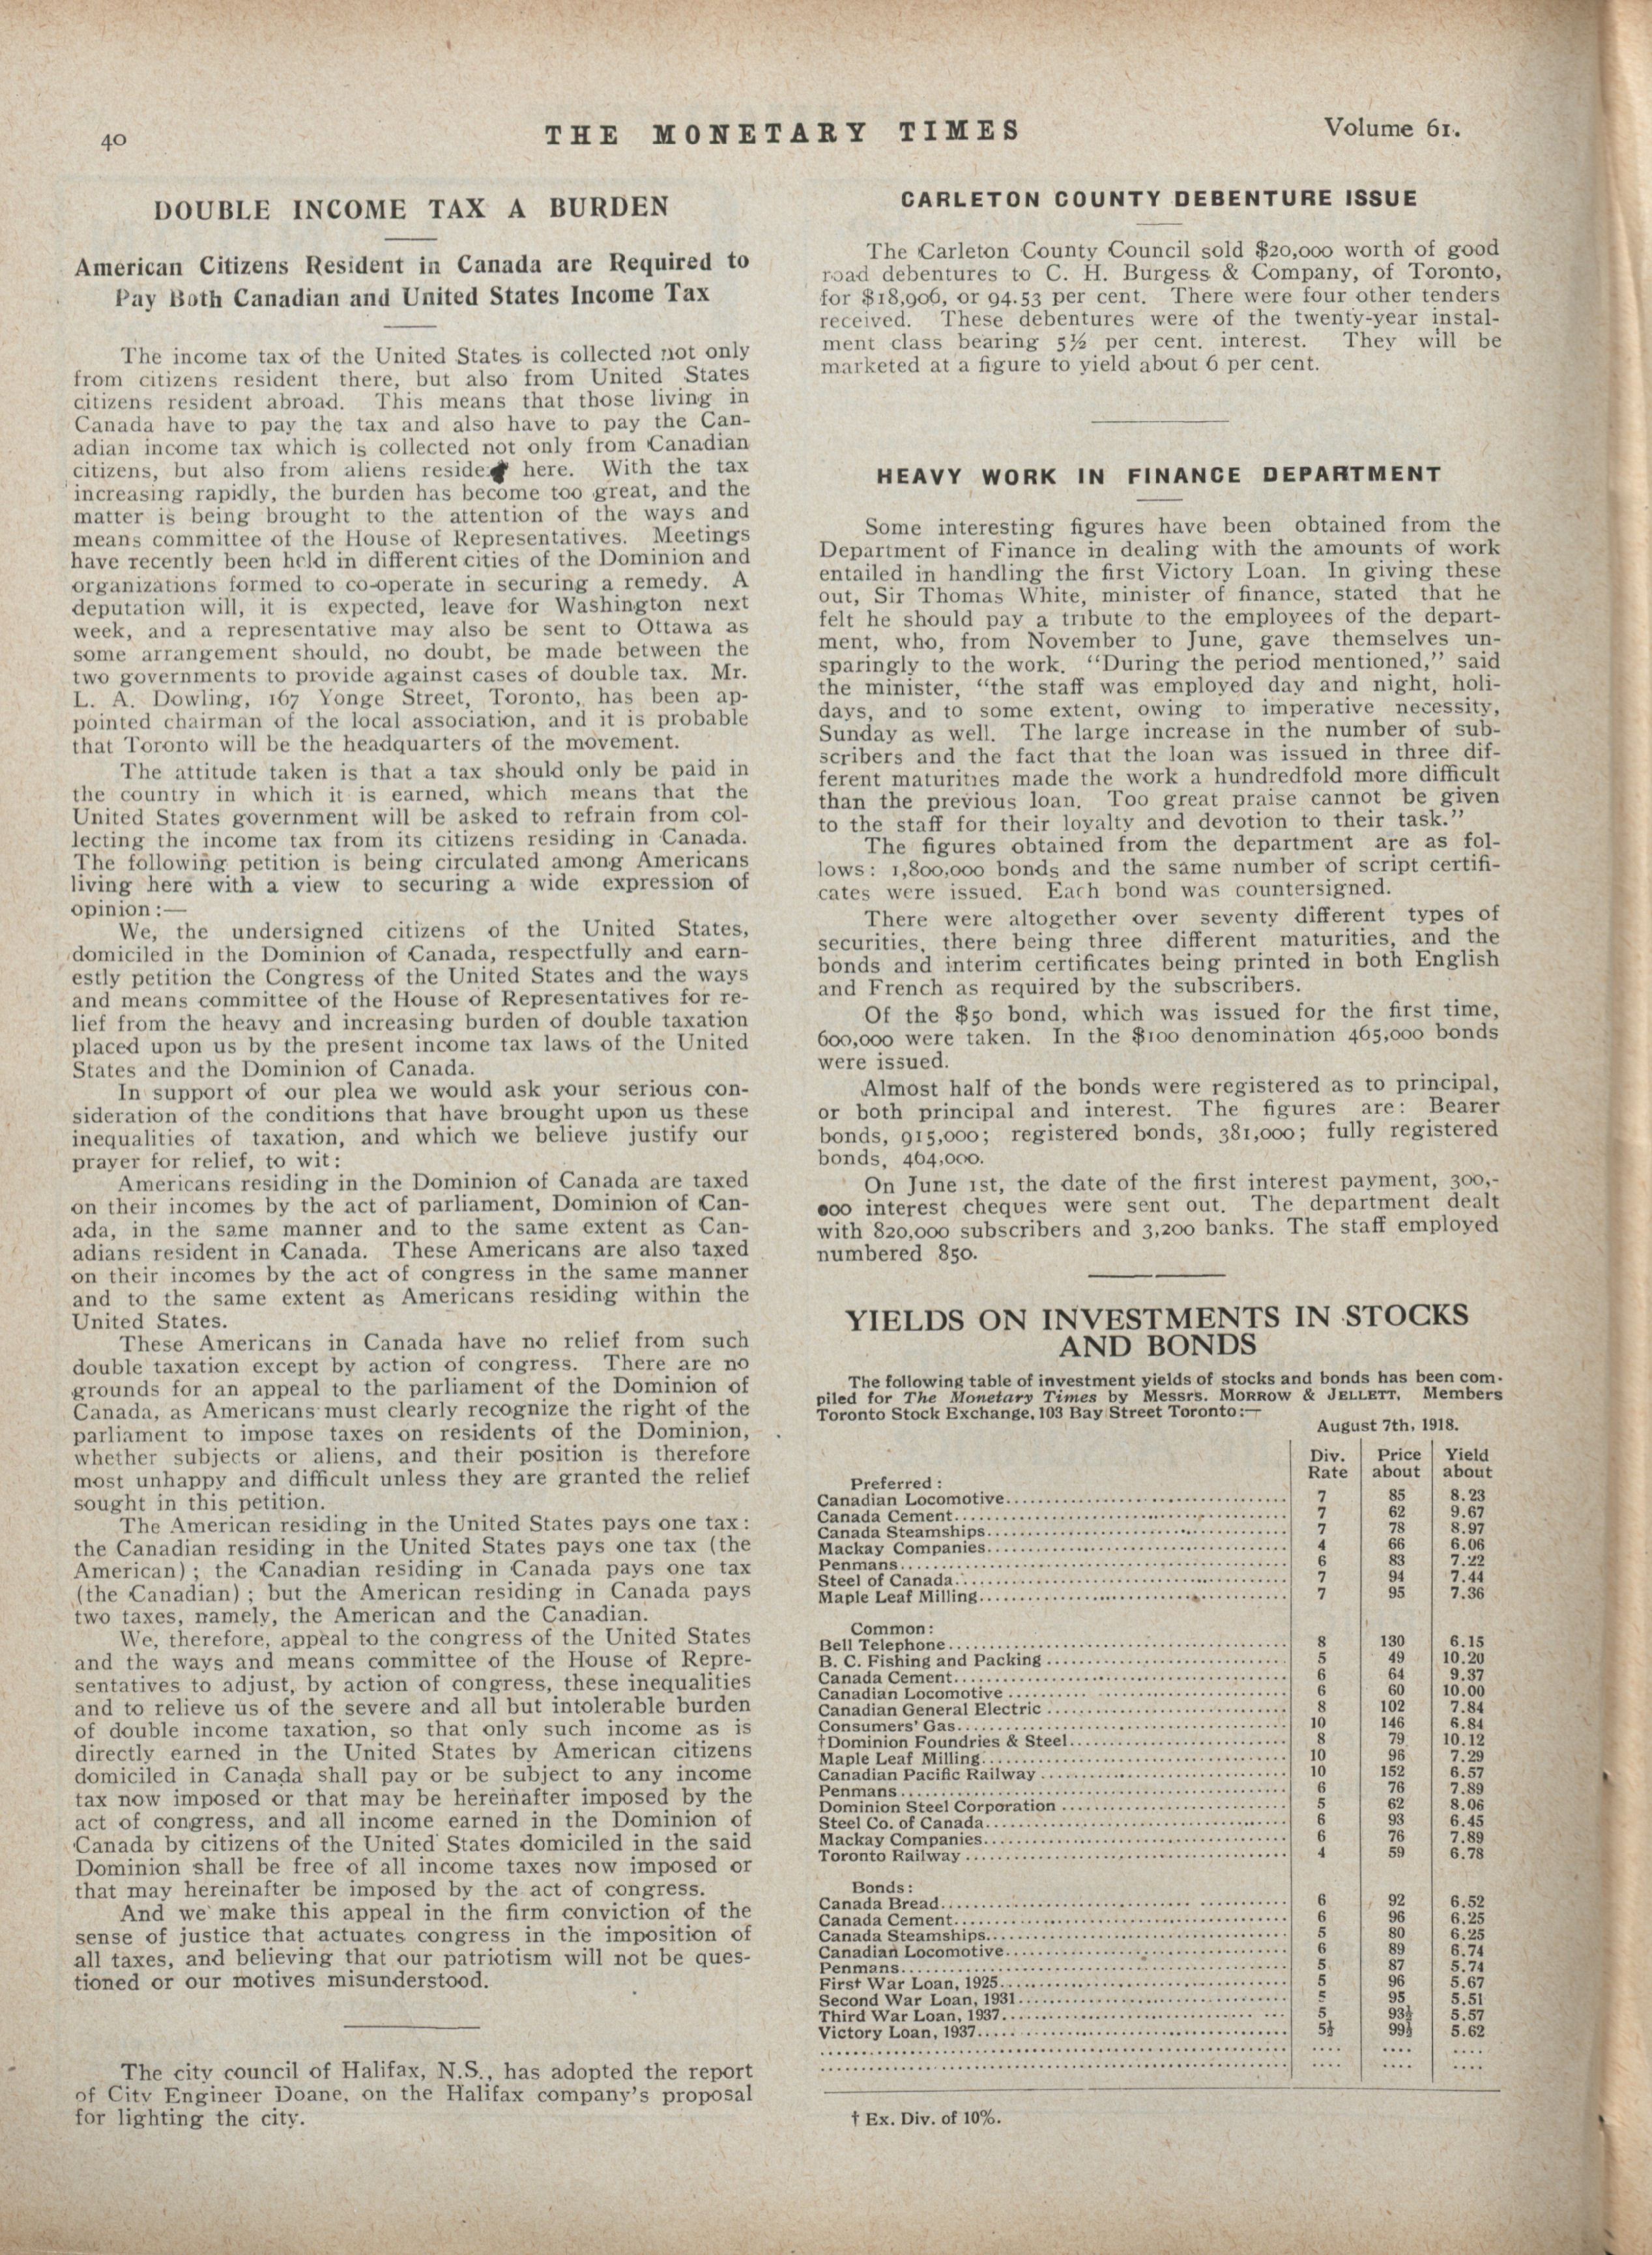 40
THE MONETARY TIMES
Volume 61.
DOUBLE INCOME TAX A BURDEN
American Citizens Resident in Canada are Required to
Pay Both Canadian and United States Income Tax
The income tax of the United States is collected not only
from citizens resident there, but also from United States
citizens resident abroad. This means that those living in
Canada have to pay the tax and also have to pay the Can-
adian income tax which is collected not only from Canadian
citizens, but also from aliens here. With the tax
increasing rapidly, the burden has become too great, and the
matter is being brought to the attention of the ways and
means committee of the House of Representatives. Meetings
have recently been held in different cities of the Dominion and
organizations formed to co-operate in securing a remedy. A
deputation will, it is expected, leave for Washington next
week, and a representative may also be sent to Ottawa as
some arrangement should, no doubt, be made between the
two governments to provide against cases of double tax. Mr.
L. A. Dowling, 167 Yonge Street, Toronto, has been ap-
pointed chairman of the local association, and it is probable
that Toronto will be the headquarters of the movement.
The attitude taken is that a tax should only be paid in
the country in which it is earned, which means that the
United States government will be asked to refrain from col-
lecting the income tax from its citizens residing in Canada.
The following petition is being circulated among Americans
living here with a view to securing a wide expression of
opinion:—
We, the undersigned citizens of the United States,
domiciled in the Dominion of Canada, respectfully and earn-
estly petition the Congress of the United States and the ways
and means committee of the House of Representatives for re-
lief from the heavy and increasing burden of double taxation
placed upon us by the present income tax laws of the United
States and the Dominion of Canada.
In support of our plea we would ask your serious con-
sideration of the conditions that have brought upon us these
inequalities of taxation, and which we believe justify our
prayer for relief, to wit:
Americans residing in the Dominion of Canada are taxed
on their incomes by the act of parliament, Dominion of Can-
ada, in the same manner and to the same extent as Can-
adians resident in Canada. These Americans are also taxed
on their incomes by the act of congress in the same manner
and to the same extent as Americans residing within the
United States.
These Americans in Canada have no relief from such
double taxation except by action of congress. There are no
grounds for an appeal to the parliament of the Dominion of
Canada, as Americans must clearly recognize the right of the
parliament to impose taxes on residents of the Dominion,
whether subjects or aliens, and their position is therefore
most unhappy and difficult unless they are granted the relief
sought in this petition.
The American residing in the United States pays one tax:
the Canadian residing in the United States pays one tax (the
American); the Canadian residing in Canada pays one tax
(the Canadian); but the American residing in Canada pays
two taxes, namely, the American and the Canadian.
We, therefore, appeal to the congress of the United States
and the ways and means committee of the House of Repre-
sentatives to adjust, by action of congress, these inequalities
and to relieve us of the severe and all but intolerable burden
of double income taxation, so that only such income as is
directly earned in the United States by American citizens
domiciled in Canada shall pay or be subject to any income
tax now imposed or that may be hereinafter imposed by the
act of congress, and all income earned in the Dominion of
Canada by citizens of the United States domiciled in the said
Dominion shall be free of all income taxes now imposed or
that may hereinafter be imposed by the act of congress.
And we make this appeal in the firm conviction of the
sense of justice that actuates congress in the imposition of
all taxes, and believing that our patriotism will not be ques-
tioned or our motives misunderstood.
The city council of Halifax, N.S., has adopted the report
of City Engineer Doane, on the Halifax company's proposal
for lighting the city.
CARLETON COUNTY DEBENTURE ISSUE
The Carleton County Council sold $20,000 worth of good
road debentures to C. H. Burgess & Company, of Toronto,
for $18,906, or 94.53 per cent. There were four other tenders
received. These debentures were of the twenty-year instal-
ment class bearing 5½ per cent. interest. They will be
marketed at a figure to yield about 6 per cent.
HEAVY WORK IN FINANCE DEPARTMENT
Some interesting figures have been obtained from the
Department of Finance in dealing with the amounts of work
entailed in handling the first Victory Loan. In giving these
out, Sir Thomas White, minister of finance, stated that he
felt he should pay a tribute to the employees of the depart-
ment, who, from November to June, gave themselves un-
sparingly to the work. "During the period mentioned," said
the minister, "the staff was employed day and night, holi-
days, and to some extent, owing to imperative necessity,
Sunday as well. The large increase in the number of sub-
scribers and the fact that the loan was issued in three dif-
ferent maturities made the work a hundredfold more difficult
than the previous loan. Too great praise cannot be given
to the staff for their loyalty and devotion to their task."
The figures obtained from the department are as fol-
lows: 1,800,000 bonds and the same number of script certifi-
cates were issued. Each bond was countersigned.
There were altogether over seventy different types of
securities, there being three different maturities, and the
bonds and interim certificates being printed in both English
and French as required by the subscribers.
Of the $50 bond, which was issued for the first time,
600,000 were taken. In the $100 denomination 465,000 bonds
were issued.
Almost half of the bonds were registered as to principal,
or both principal and interest. The figures are: Bearer
bonds, 915,000; registered bonds, 381,000; fully registered
bonds, 464,000.
On June 1st, the date of the first interest payment, 300,-
000 interest cheques were sent out. The department dealt
with 820,000 subscribers and 3,200 banks. The staff employed
numbered 850.
YIELDS ON INVESTMENTS IN STOCKS
AND BONDS
The following table of investment yields of stocks and bonds has been com-
piled for The Monetary Times by Messrs. MORROW & JELLETT, Members
Toronto Stock Exchange, 103 Bay Street Toronto:—
August 7th, 1918.
Div. Price Yield
Rate about about
Preferred:
Canadian Locomotive 7 85 8.23
Canada Cement 7 62 9.67
Canada Steamships 7 78 8.97
Mackay Companies 4 66 6.06
Penmans 6 83 7.22
Steel of Canada 7 94 7.44
Maple Leaf Milling 7 95 7.36
Common:
Bell Telephone 8 130 6.15
B. C. Fishing and Packing 5 49 10.20
Canada Cement 6 64 9.37
Canadian Locomotive 6 60 10.00
Canadian General Electric 8 102 7.84
Consumers' Gas 10 146 6.84
†Dominion Foundries & Steel 8 79 10.12
Maple Leaf Milling 10 96 7.29
Canadian Pacific Railway 10 152 6.57
Penmans 6 76 7.89
Dominion Steel Corporation 5 62 8.06
Steel Co. of Canada 6 93 6.45
Mackay Companies 6 76 7.89
Toronto Railway 4 59 6.78
Bonds:
Canada Bread 6 92 6.52
Canada Cement 6 96 6.25
Canada Steamships 5 80 6.25
Canadian Locomotive 6 89 6.74
Penmans 5 87 5.74
First War Loan, 1925 5 96 5.67
Second War Loan, 1931 5 95 5.51
Third War Loan, 1937 5 93½ 5.57
Victory Loan, 1937 5½ 99½ 5.62
† Ex. Div. of 10%.